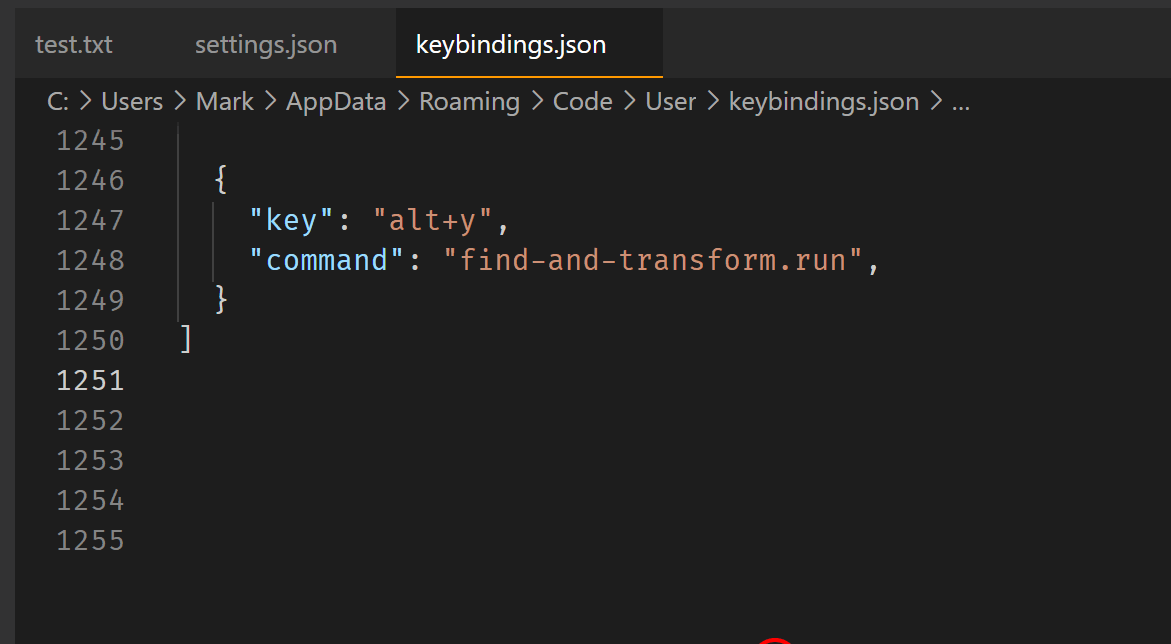 test.txt settings.json keybindings.json
C: > Users > Mark > AppData > Roaming > Code > User > keybindings.json > ...
1245
1246 {
1247 "key": "alt+y",
1248 "command": "find-and-transform.run",
1249 }
1250 ]
1251
1252
1253
1254
1255